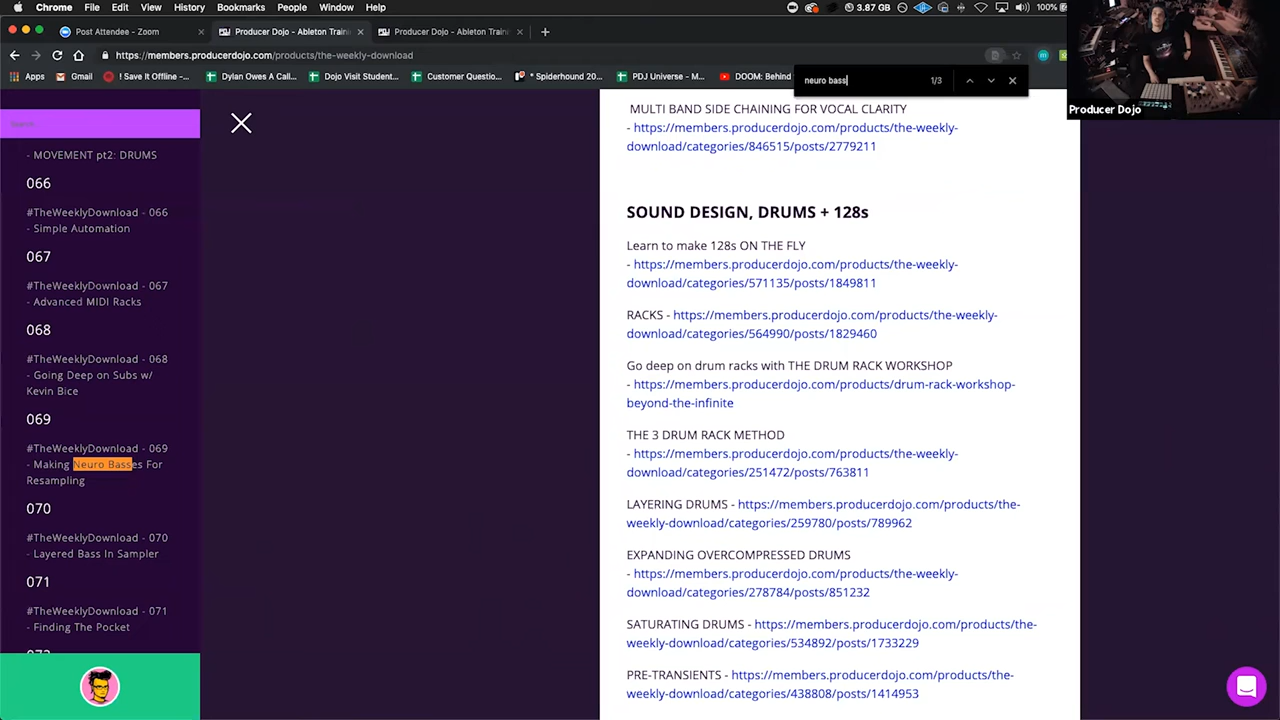 Chrome File Edit View History Bookmarks People Window Help
3.87 GB
100%
Post Attendee - Zoom
Producer Dojo - Ableton Traini
Producer Dojo - Ableton Traini
https://members.producerdojo.com/products/the-weekly-download
Apps
Gmail
I Save It Offline -...
Dylan Owes A Call...
Dojo Visit Student...
Customer Questio...
* Spiderhound 20...
PDJ Universe - M...
DOOM: Behind
neuro bass
1/3
Producer Dojo
- MOVEMENT pt2: DRUMS
066
#TheWeeklyDownload - 066
- Simple Automation
067
#TheWeeklyDownload - 067
- Advanced MIDI Racks
068
#TheWeeklyDownload - 068
- Going Deep on Subs w/
Kevin Bice
069
#TheWeeklyDownload - 069
- Making Neuro Basses For
Resampling
070
#TheWeeklyDownload - 070
- Layered Bass In Sampler
071
#TheWeeklyDownload - 071
- Finding The Pocket
MULTI BAND SIDE CHAINING FOR VOCAL CLARITY
- https://members.producerdojo.com/products/the-weekly-
download/categories/846515/posts/2779211
SOUND DESIGN, DRUMS + 128s
Learn to make 128s ON THE FLY
- https://members.producerdojo.com/products/the-weekly-
download/categories/571135/posts/1849811
RACKS - https://members.producerdojo.com/products/the-weekly-
download/categories/564990/posts/1829460
Go deep on drum racks with THE DRUM RACK WORKSHOP
- https://members.producerdojo.com/products/drum-rack-workshop-
beyond-the-infinite
THE 3 DRUM RACK METHOD
- https://members.producerdojo.com/products/the-weekly-
download/categories/251472/posts/763811
LAYERING DRUMS - https://members.producerdojo.com/products/the-
weekly-download/categories/259780/posts/789962
EXPANDING OVERCOMPRESSED DRUMS
- https://members.producerdojo.com/products/the-weekly-
download/categories/278784/posts/851232
SATURATING DRUMS - https://members.producerdojo.com/products/the-
weekly-download/categories/534892/posts/1733229
PRE-TRANSIENTS - https://members.producerdojo.com/products/the-
weekly-download/categories/438808/posts/1414953